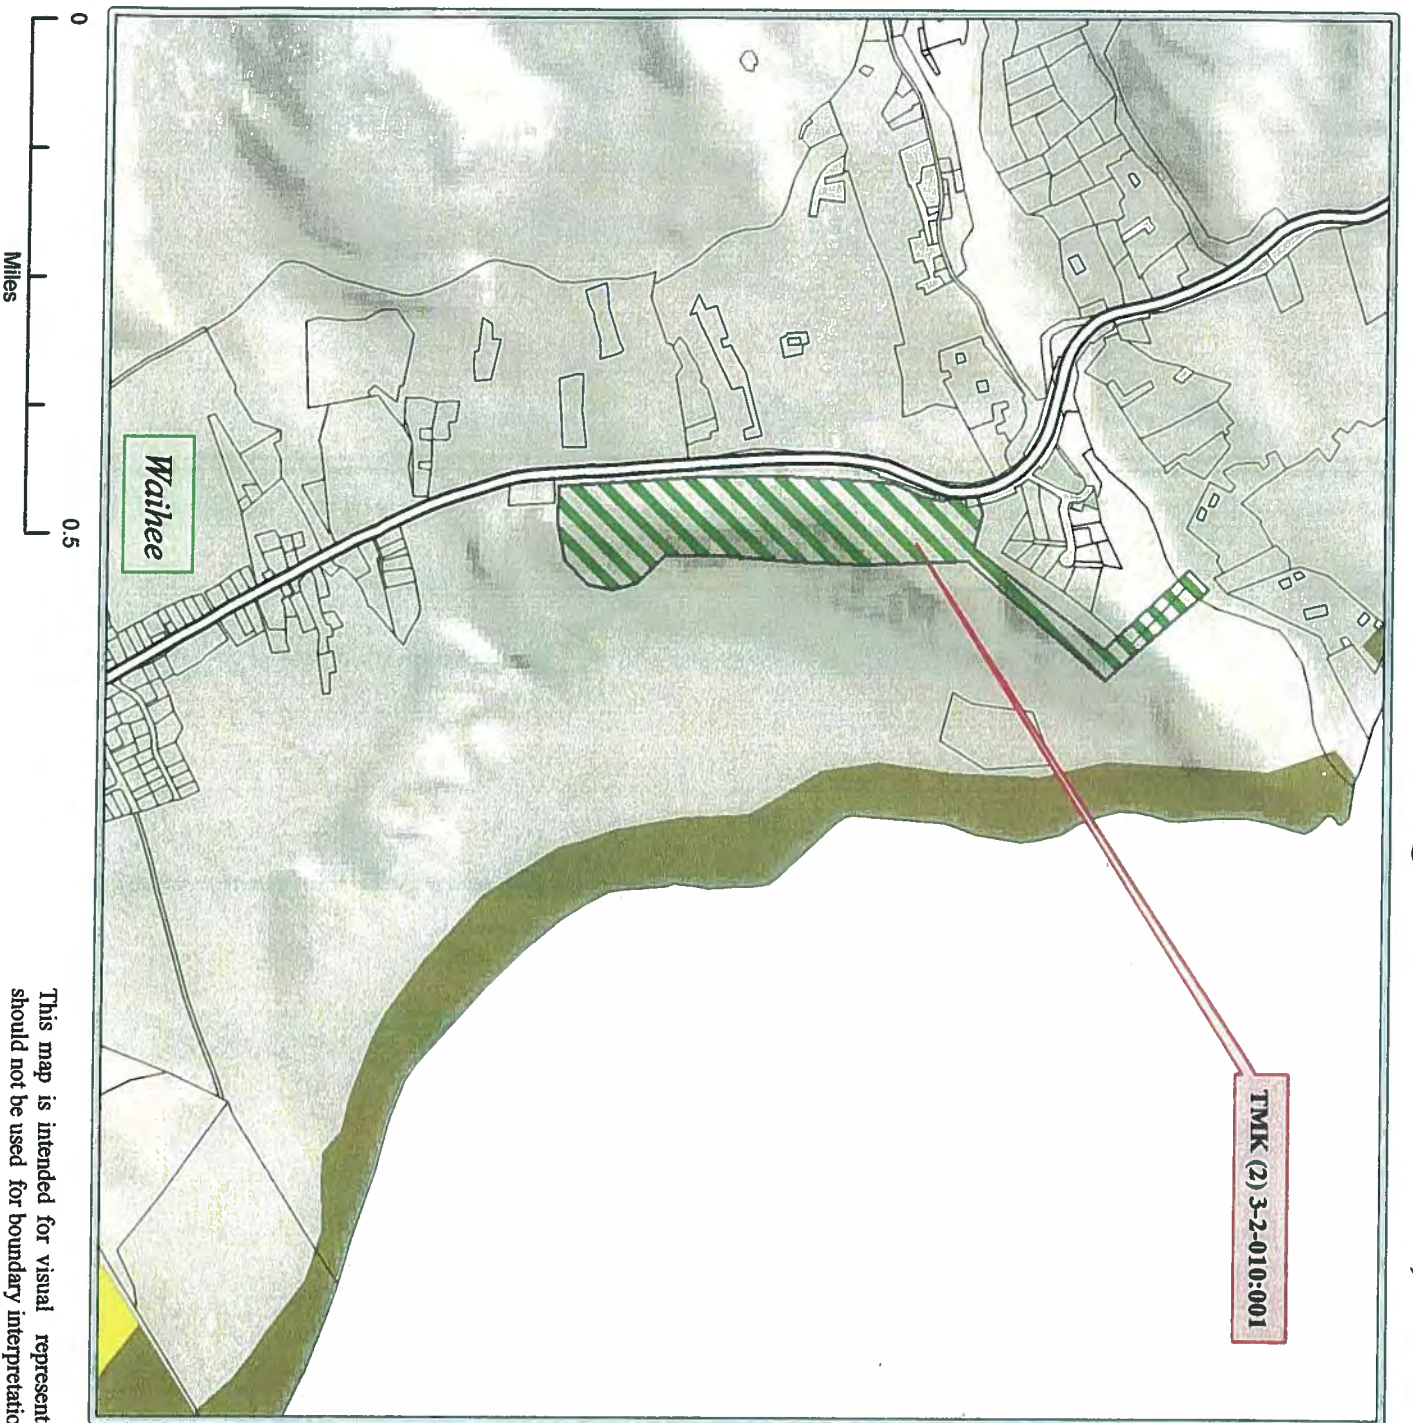 TMK (2) 3-2-010:001
Waihee
0
0.5
Miles
This map is intended for visual represent
should not be used for boundary